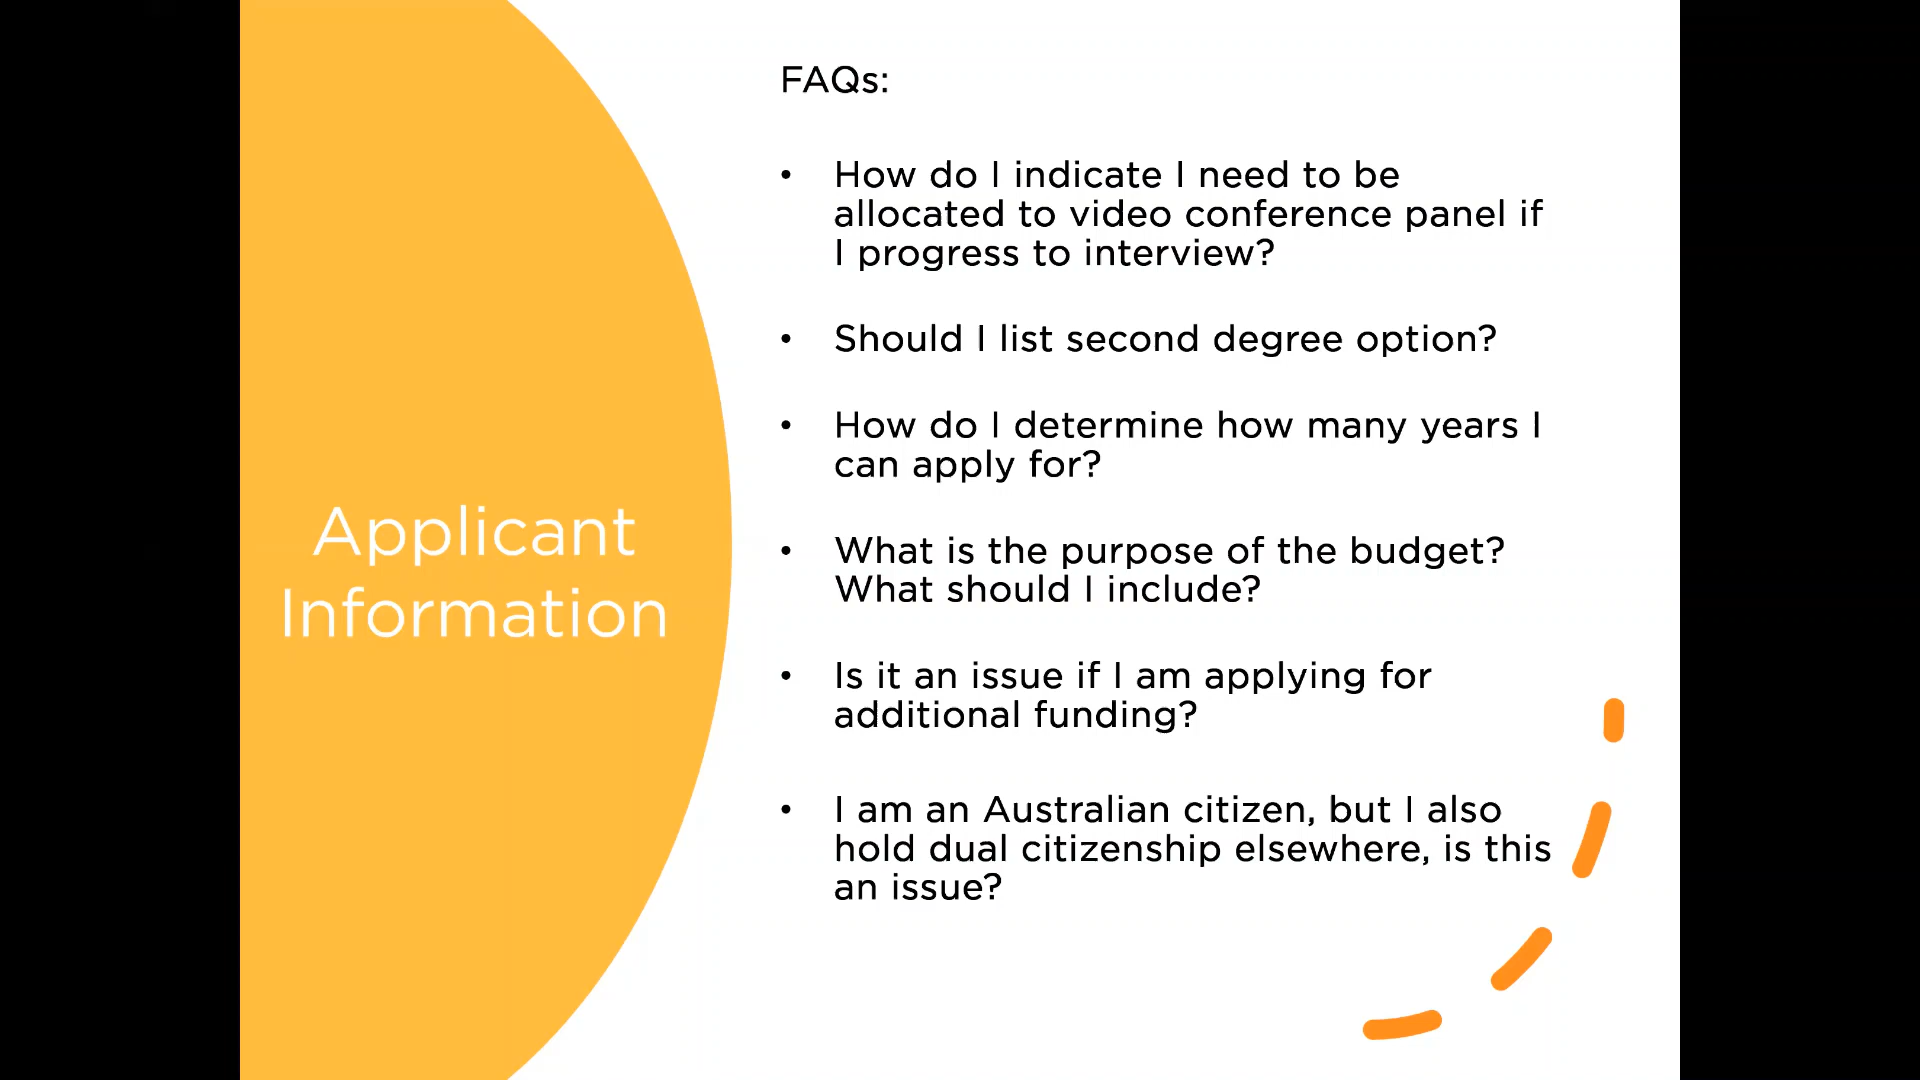 Applicant
Information
FAQs:
• How do I indicate I need to be
allocated to video conference panel if
I progress to interview?
• Should I list second degree option?
• How do I determine how many years I
can apply for?
• What is the purpose of the budget?
What should I include?
• Is it an issue if I am applying for
additional funding?
• I am an Australian citizen, but I also
hold dual citizenship elsewhere, is this
an issue?